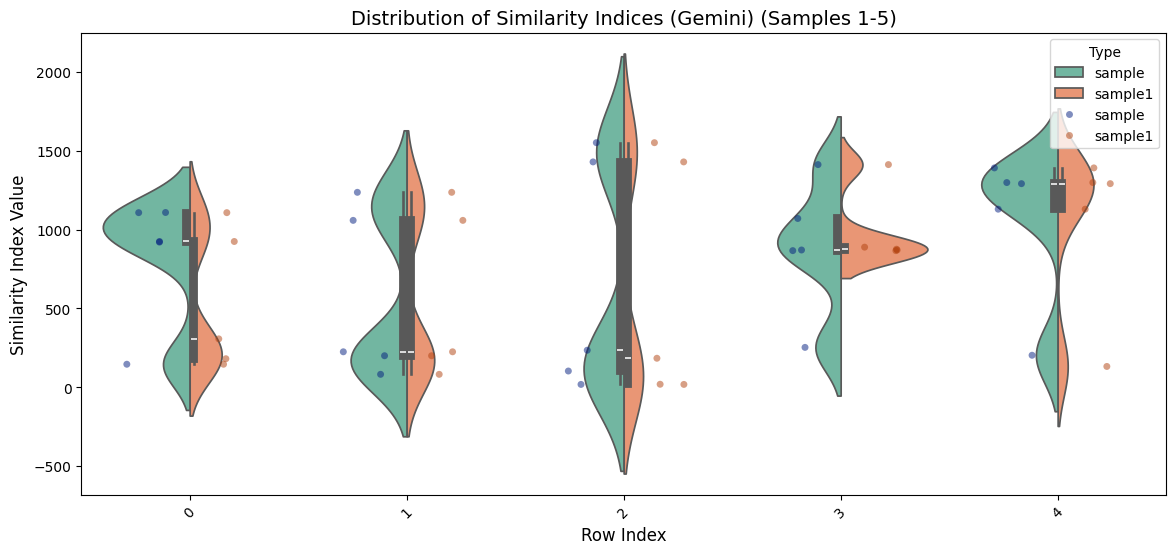 Distribution of Similarity Indices (Gemini) (Samples 1-5)
Type
sample
sample1
sample
sample1
Similarity Index Value
2000
1500
1000
500
0
−500
0
1
2
3
4
Row Index